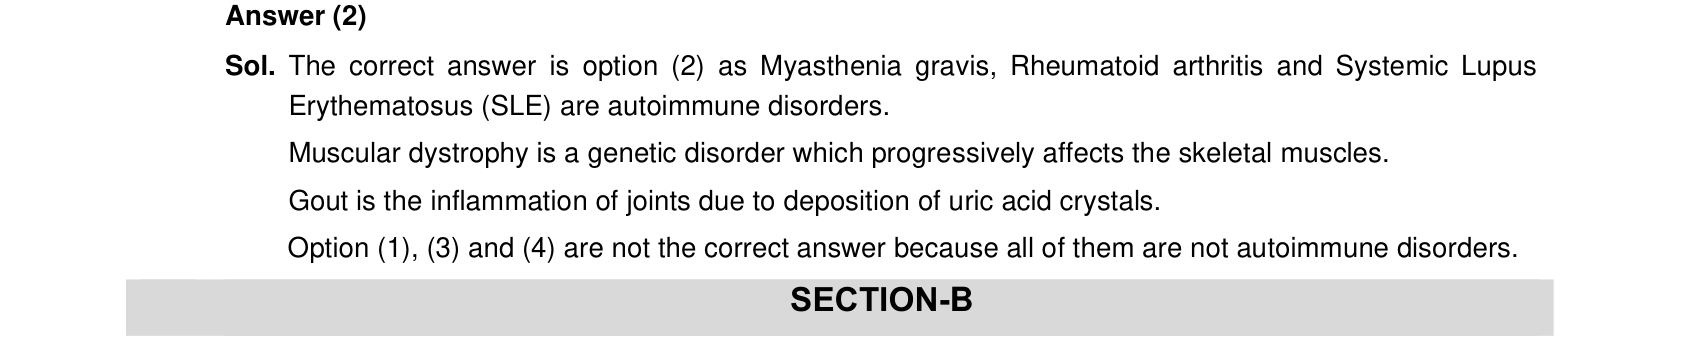 Answer (2)
Sol. The correct answer is option (2) as Myasthenia gravis, Rheumatoid arthritis and Systemic Lupus
Erythematosus (SLE) are autoimmune disorders.
Muscular dystrophy is a genetic disorder which progressively affects the skeletal muscles.
Gout is the inflammation of joints due to deposition of uric acid crystals.
Option (1), (3) and (4) are not the correct answer because all of them are not autoimmune disorders.
SECTION-B